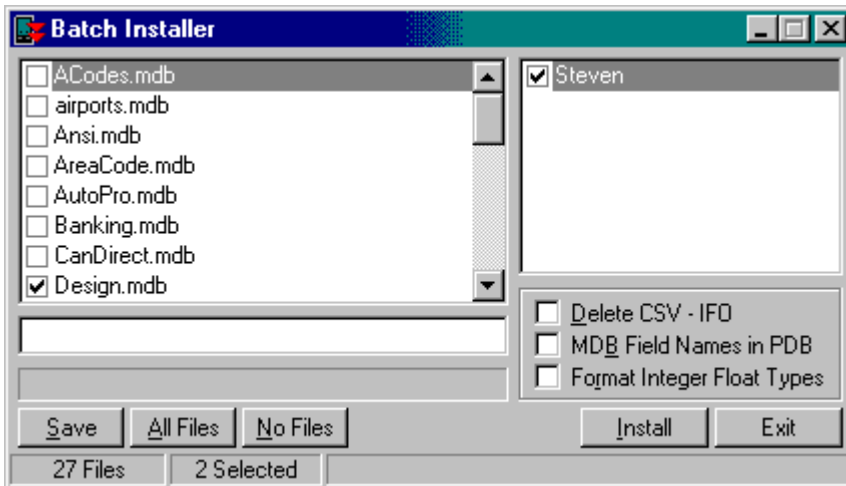 Batch Installer
ACodes.mdb
airports.mdb
Ansi.mdb
AreaCode.mdb
AutoPro.mdb
Banking.mdb
CanDirect.mdb
Design.mdb
Steven
Delete CSV - IFO
MDB Field Names in PDB
Format Integer Float Types
Save All Files No Files Install Exit
27 Files 2 Selected